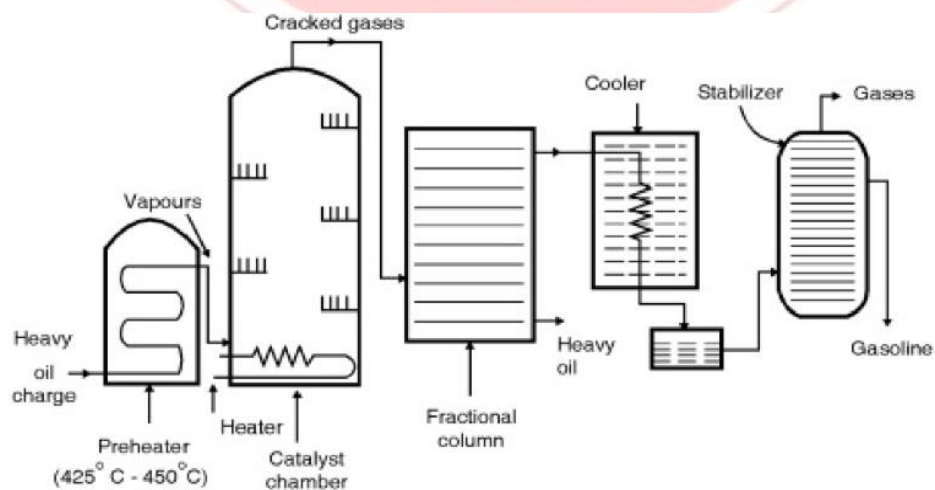 Cracked gases
Cooler
Stabilizer
Gases
Vapours
Heavy
oil
charge
Heavy
oil
Gasoline
Heater
Fractional
column
Preheater
(425° C - 450°C)
Catalyst
chamber